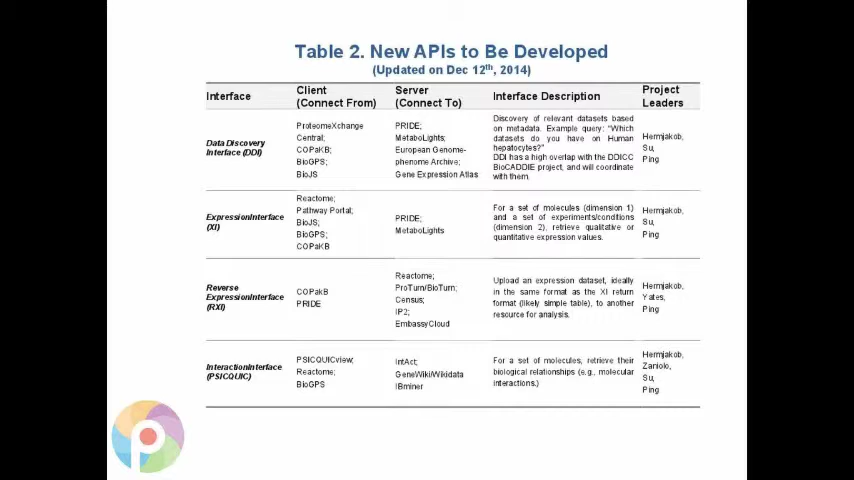 Table 2. New APIs to Be Developed
(Updated on Dec 12th, 2014)
Interface
Client
(Connect From)
Server
(Connect To)
Interface Description
Project
Leaders
Data Discovery
Interface (DDI)
ProteomeXchange
Central;
COPaKB;
BioGPS;
BioJS
PRIDE;
MetaboLights;
European Genome-
phenome Archive;
Gene Expression Atlas
Discovery of relevant datasets based
on metadata. Example query: "Which
datasets do you have on Human
hepatocytes?"
DDI has a high overlap with the DDICC
BioCADDIE project, and will coordinate
with them.
Hermjakob,
Su,
Ping
ExpressionInterface
(XI)
Reactome;
Pathway Portal;
BioJS;
BioGPS;
COPaKB
PRIDE;
MetaboLights
For a set of molecules (dimension 1)
and a set of experiments/conditions
(dimension 2), retrieve qualitative or
quantitative expression values.
Hermjakob,
Su,
Ping
Reverse
ExpressionInterface
(RXI)
COPakB
PRIDE
Reactome;
ProTurn/BioTurn;
Census;
IP2;
EmbassyCloud
Upload an expression dataset, ideally
in the same format as the XI return
format (likely simple table), to another
resource for analysis.
Hermjakob,
Yates,
Ping
InteractionInterface
(PSICQUIC)
PSICQUICview;
Reactome;
BioGPS
IntAct;
GeneWiki/Wikidata
IBminer
For a set of molecules, retrieve their
biological relationships (e.g., molecular
interactions.)
Hermjakob,
Zaniolo,
Su,
Ping